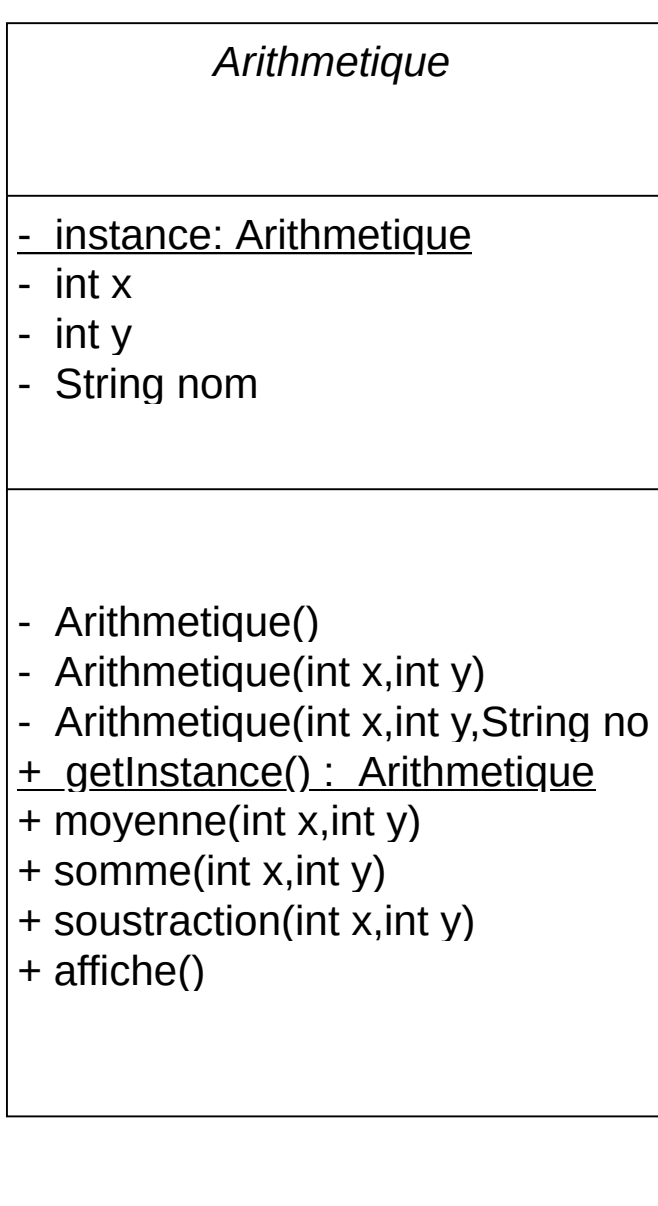 Arithmetique
- instance: Arithmetique
- int x
- int y
- String nom
- Arithmetique()
- Arithmetique(int x,int y)
- Arithmetique(int x,int y,String no
+ getInstance() : Arithmetique
+ moyenne(int x,int y)
+ somme(int x,int y)
+ soustraction(int x,int y)
+ affiche()